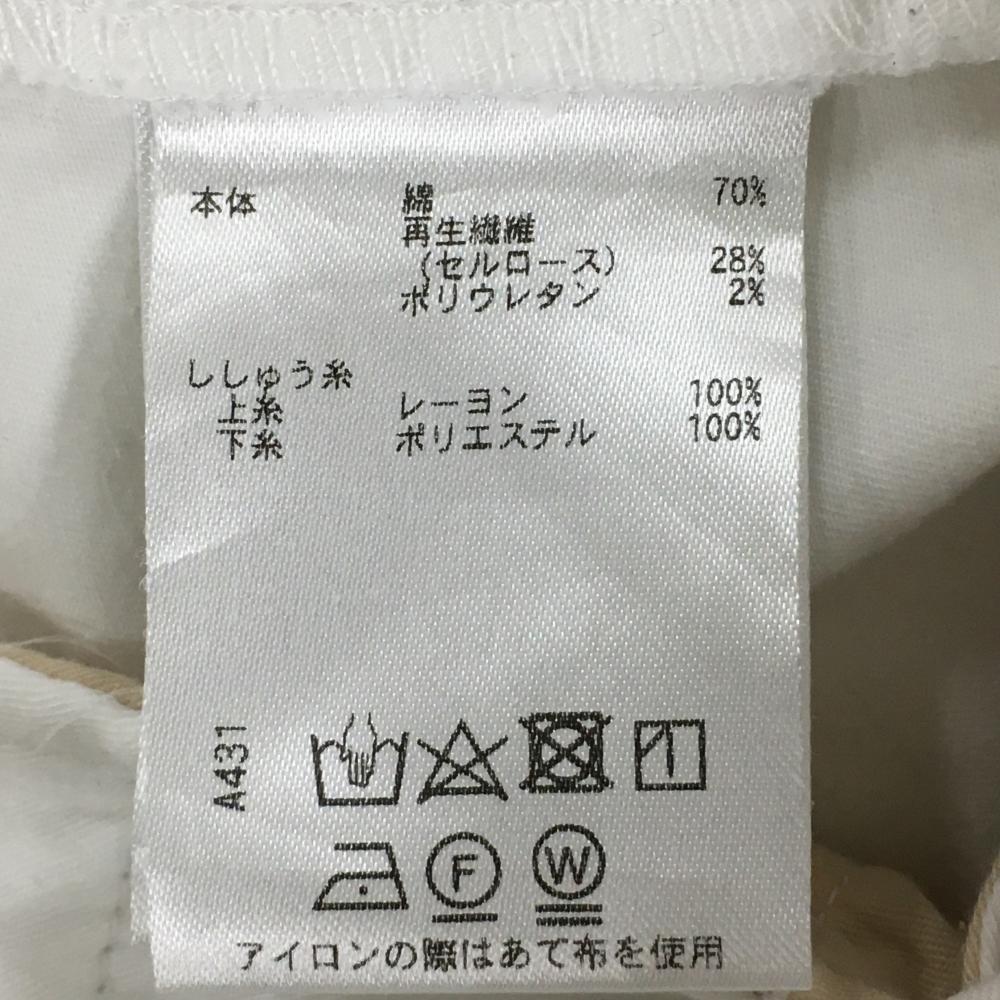 本体 綿 70%
再生繊維
(セルロース) 28%
ポリウレタン 2%
ししゅう糸
上糸 レーヨン 100%
下糸 ポリエステル 100%
A431
F W
アイロンの際はあて布を使用